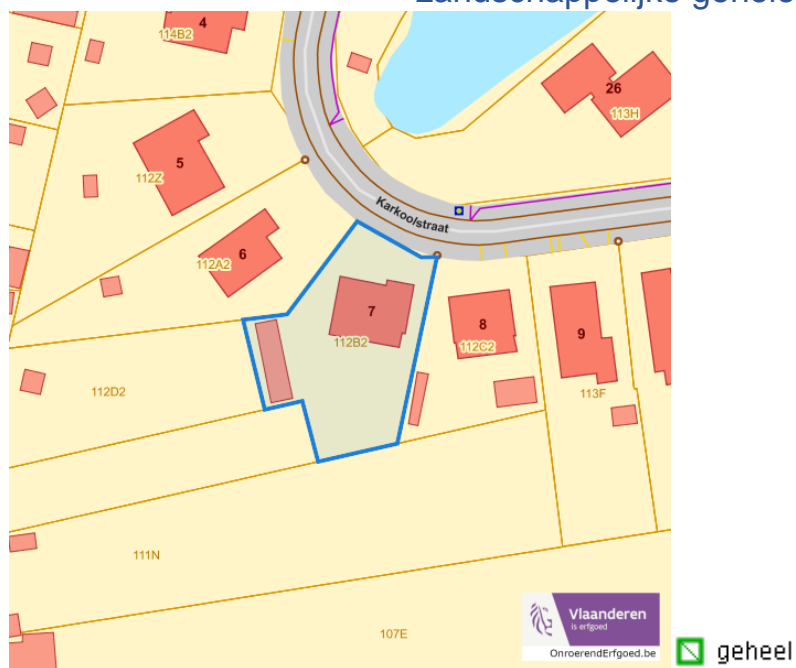 Landschappelijke gehele
4
114B2
26
113H
5
112Z
Karkoolstraat
6
112A2
7
112B2
8
112C2
9
113F
112D2
111N
107E
Vlaanderen
is erfgoed
OnroerendErfgoed.be
geheel